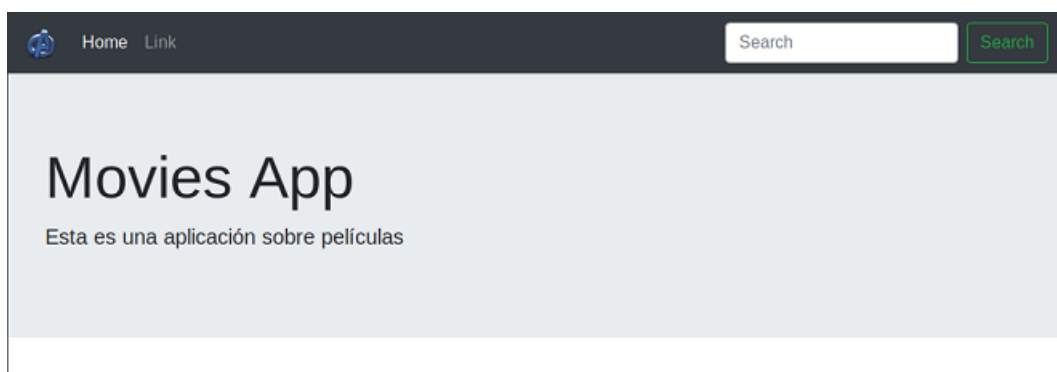 Home Link Search Search
Movies App
Esta es una aplicación sobre películas